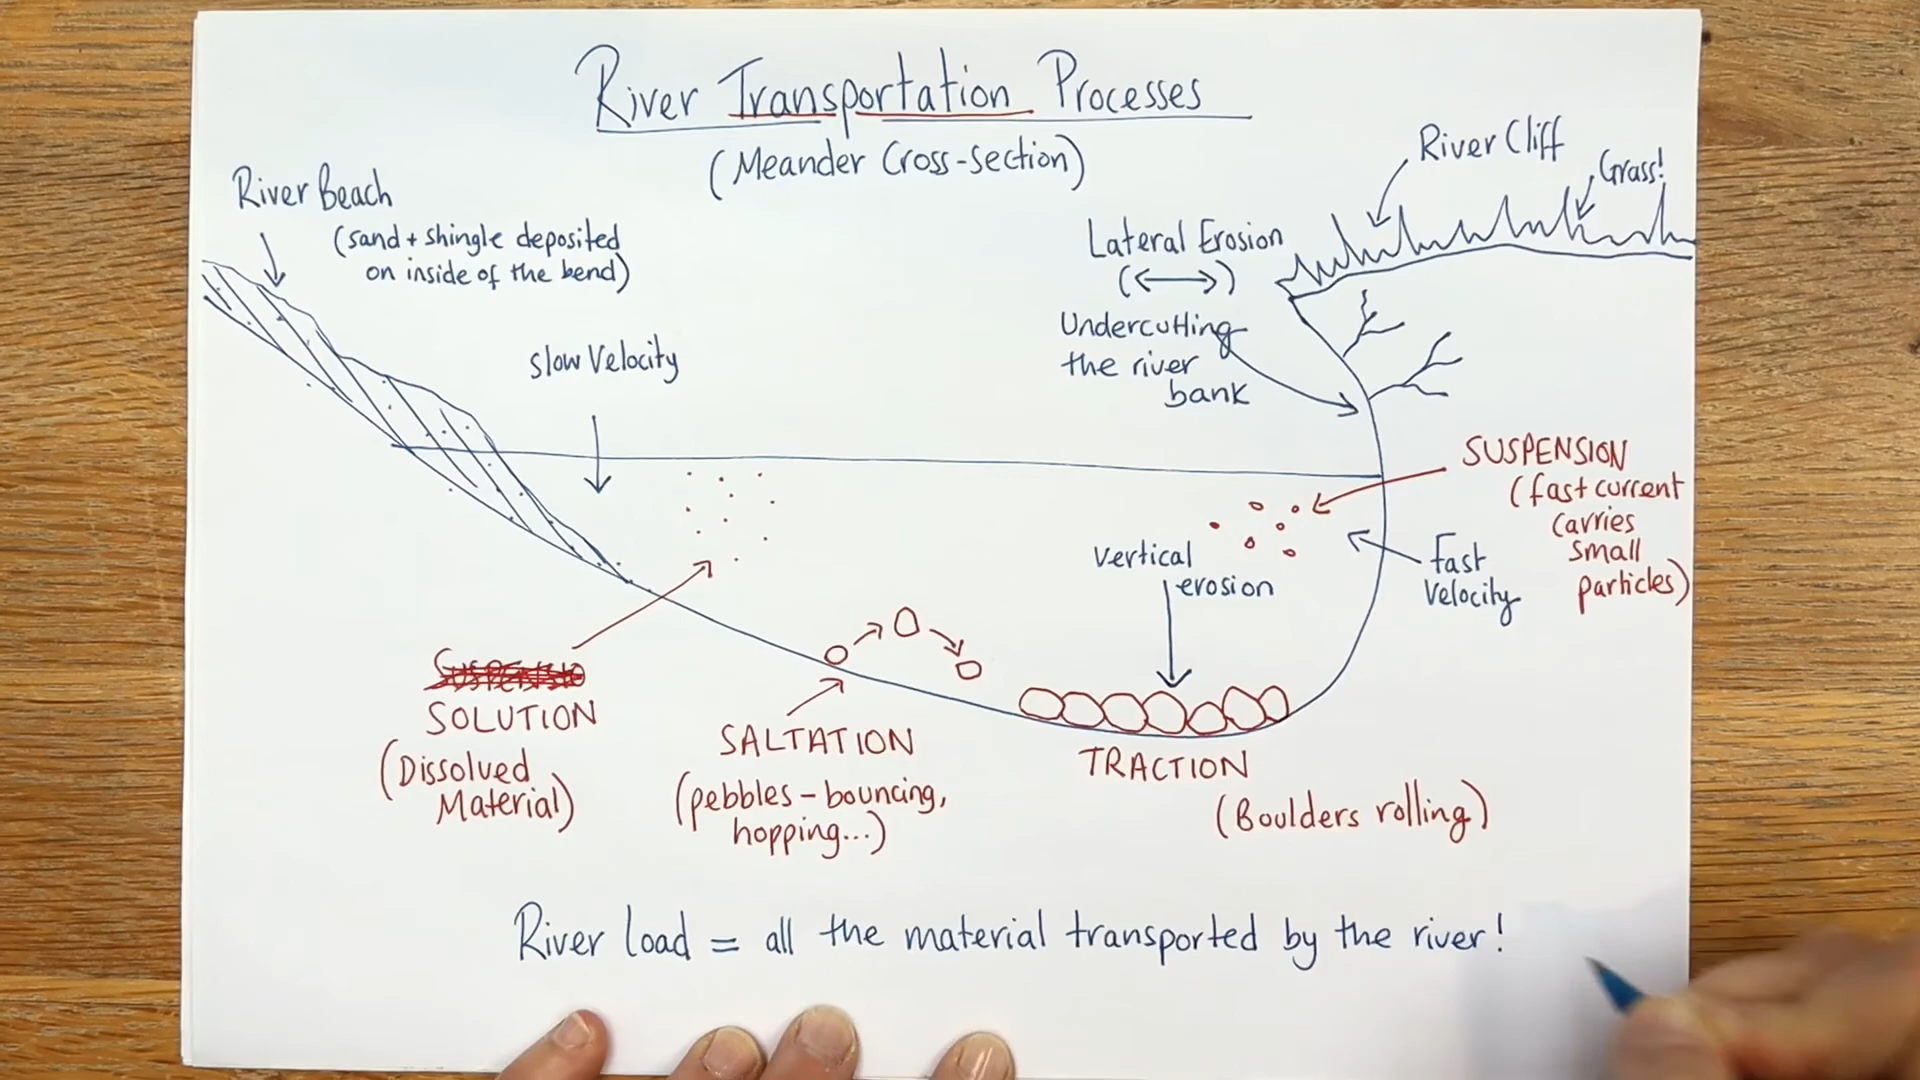 River Transportation Processes
(Meander Cross-section)
River Beach
(sand + shingle deposited
on inside of the bend)
slow Velocity
Lateral Erosion
(↔)
Undercutting
the river
bank
River Cliff
Grass!
SUSPENSION
(fast current
carries
small
particles)
fast
Velocity
vertical
erosion
SUSPENSIO
SOLUTION
(Dissolved
Material)
SALTATION
(pebbles – bouncing,
hopping...)
TRACTION
(Boulders rolling)
River load = all the material transported by the river!